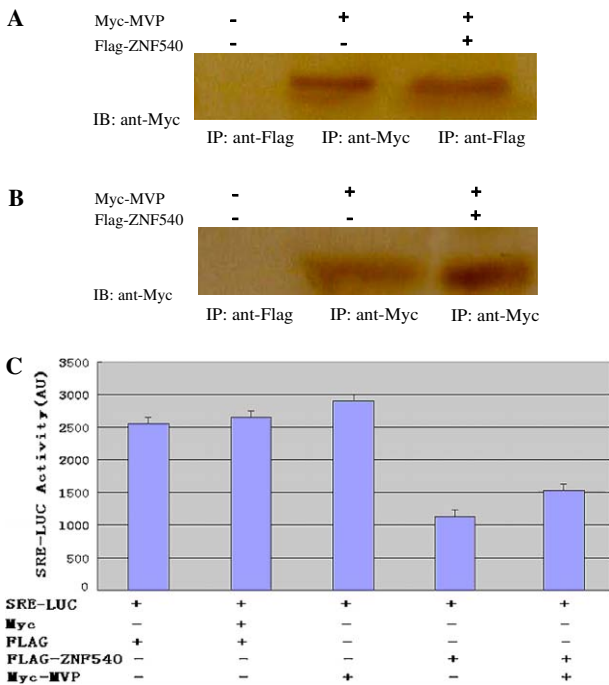 A
Myc-MVP - + +
Flag-ZNF540 - - +
IB: ant-Myc
IP: ant-Flag IP: ant-Myc IP: ant-Flag
B
Myc-MVP - + +
Flag-ZNF540 - - +
IB: ant-Myc
IP: ant-Flag IP: ant-Myc IP: ant-Myc
C
SRE-LUC Activity(AU)
3500
3000
2500
2000
1500
1000
500
0
SRE-LUC + + + + +
Myc - + - - -
FLAG + + - - -
FLAG-ZNF540 - - - + +
Myc-MVP - - + - +